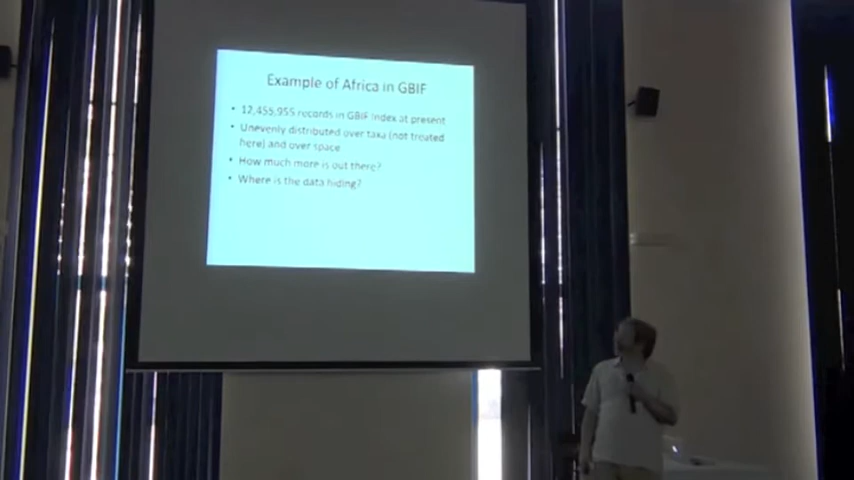 Example of Africa in GBIF
• 12,455,955 records in GBIF Index at present
• Unevenly distributed over taxa (not treated
here) and over space
• How much more is out there?
• Where is the data hiding?